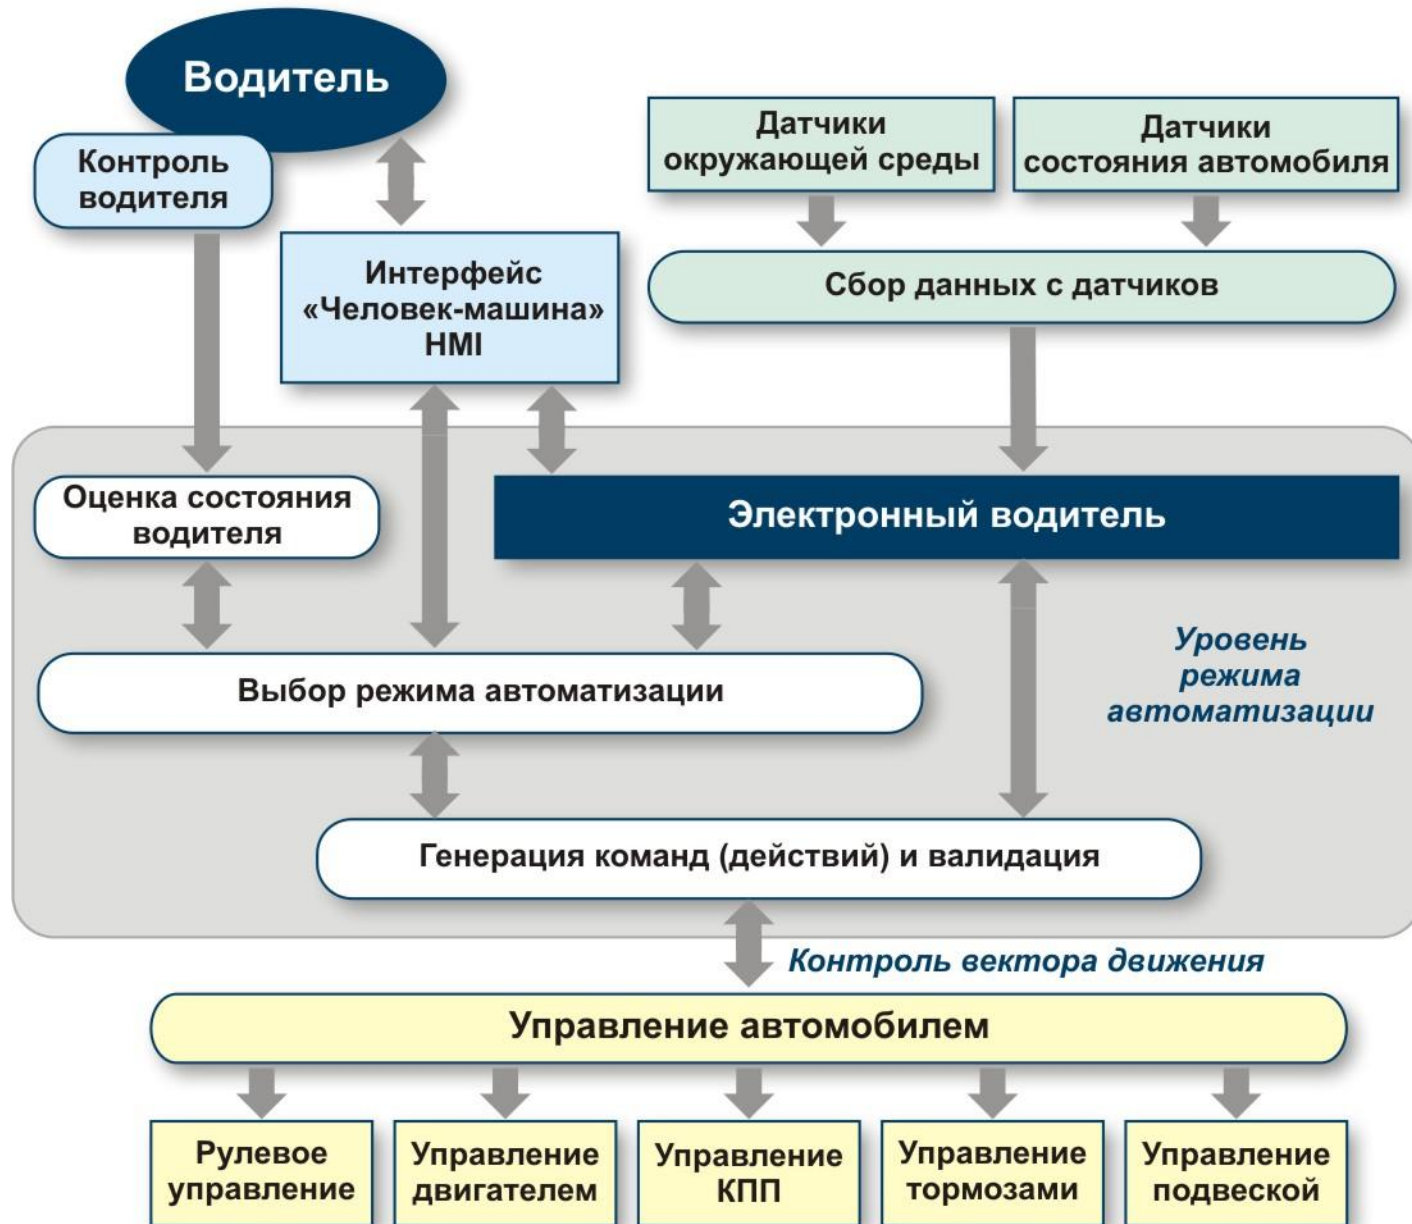 Водитель
Контроль
водителя
Датчики
окружающей среды
Датчики
состояния автомобиля
Интерфейс
«Человек-машина»
HMI
Сбор данных с датчиков
Оценка состояния
водителя
Электронный водитель
Выбор режима автоматизации
Уровень
режима
автоматизации
Генерация команд (действий) и валидация
Контроль вектора движения
Управление автомобилем
Рулевое
управление
Управление
двигателем
Управление
КПП
Управление
тормозами
Управление
подвеской